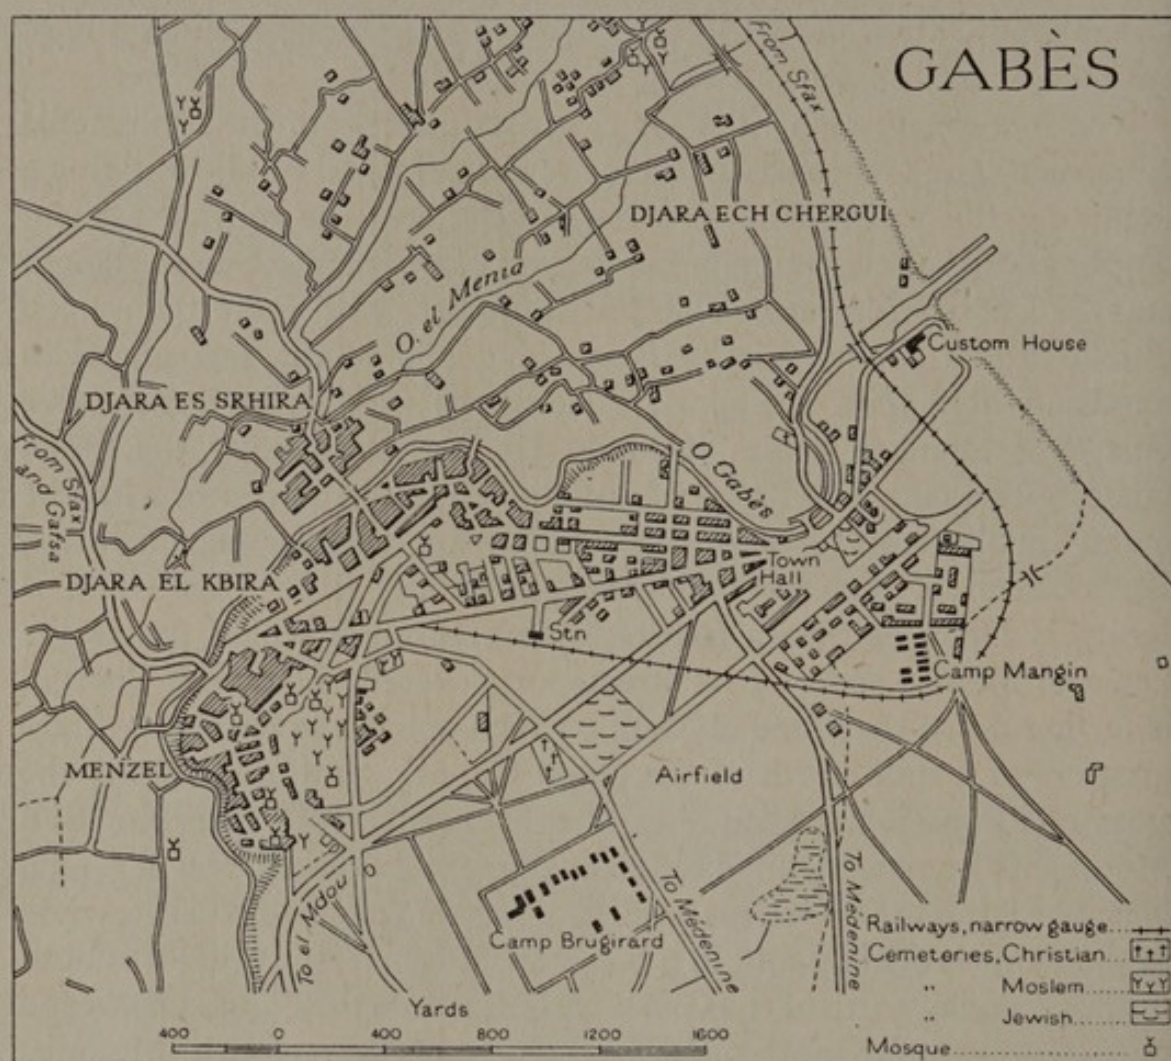 GABÈS
From Sfax
DJARA ECH CHERGUI
O. el Menia
Custom House
DJARA ES SRHIRA
From Sfax
and Gafsa
O. Gabès
DJARA EL KBIRA
Town
Hall
Stn
Camp Mangin
MENZEL
Airfield
To el Mdou
Camp Brugirard
To Médenine
To Médenine
Railways, narrow gauge
Cemeteries, Christian
„ Moslem
„ Jewish
Mosque
Yards
400 0 400 800 1200 1600